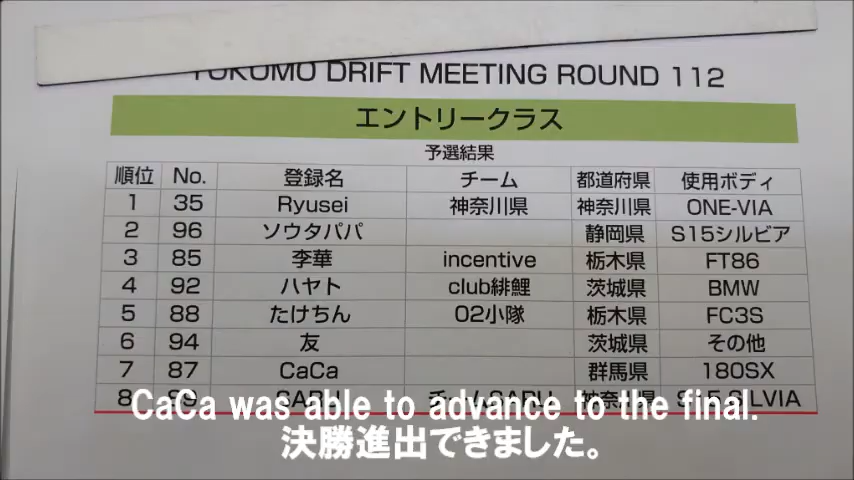 YOKOMO DRIFT MEETING ROUND 112
エントリークラス
予選結果
順位 No. 登録名 チーム 都道府県 使用ボディ
1 35 Ryusei 神奈川県 神奈川県 ONE-VIA
2 96 ソウタパパ 静岡県 S15シルビア
3 85 李華 incentive 栃木県 FT86
4 92 ハヤト club緋鯉 茨城県 BMW
5 88 たけちん 02小隊 栃木県 FC3S
6 94 友 茨城県 その他
7 87 CaCa 群馬県 180SX
8 神奈川県 SILVIA
CaCa was able to advance to the final.
決勝進出できました。